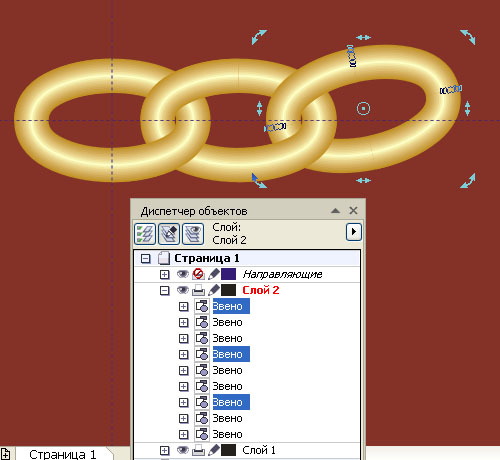 Диспетчер объектов
Слой:
Слой 2
Страница 1
Направляющие
Слой 2
Звено
Звено
Звено
Звено
Звено
Звено
Звено
Звено
Звено
Слой 1
Страница 1